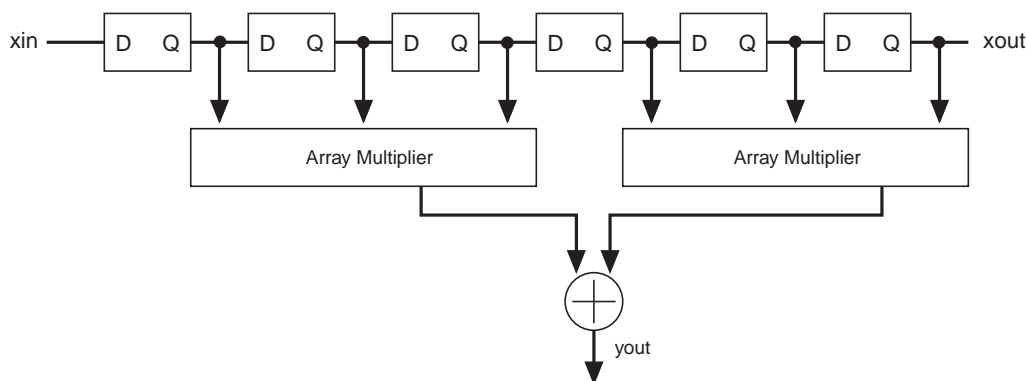 xin D Q D Q D Q D Q D Q D Q xout
Array Multiplier Array Multiplier
yout